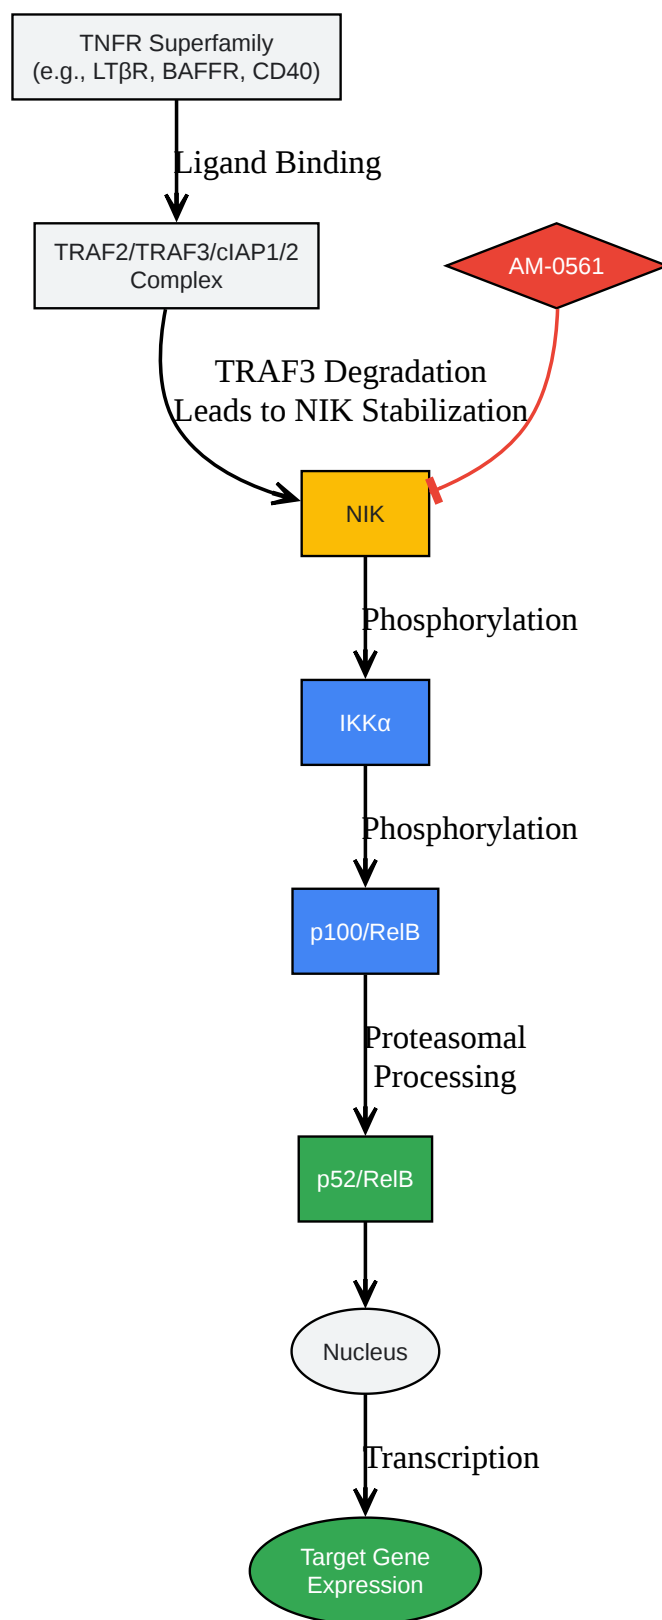 TNFR Superfamily
(e.g., LTβR, BAFFR, CD40)
Ligand Binding
TRAF2/TRAF3/cIAP1/2
Complex
AM-0561
TRAF3 Degradation
Leads to NIK Stabilization
NIK
Phosphorylation
IKKα
Phosphorylation
p100/RelB
Proteasomal
Processing
p52/RelB
Nucleus
Transcription
Target Gene
Expression